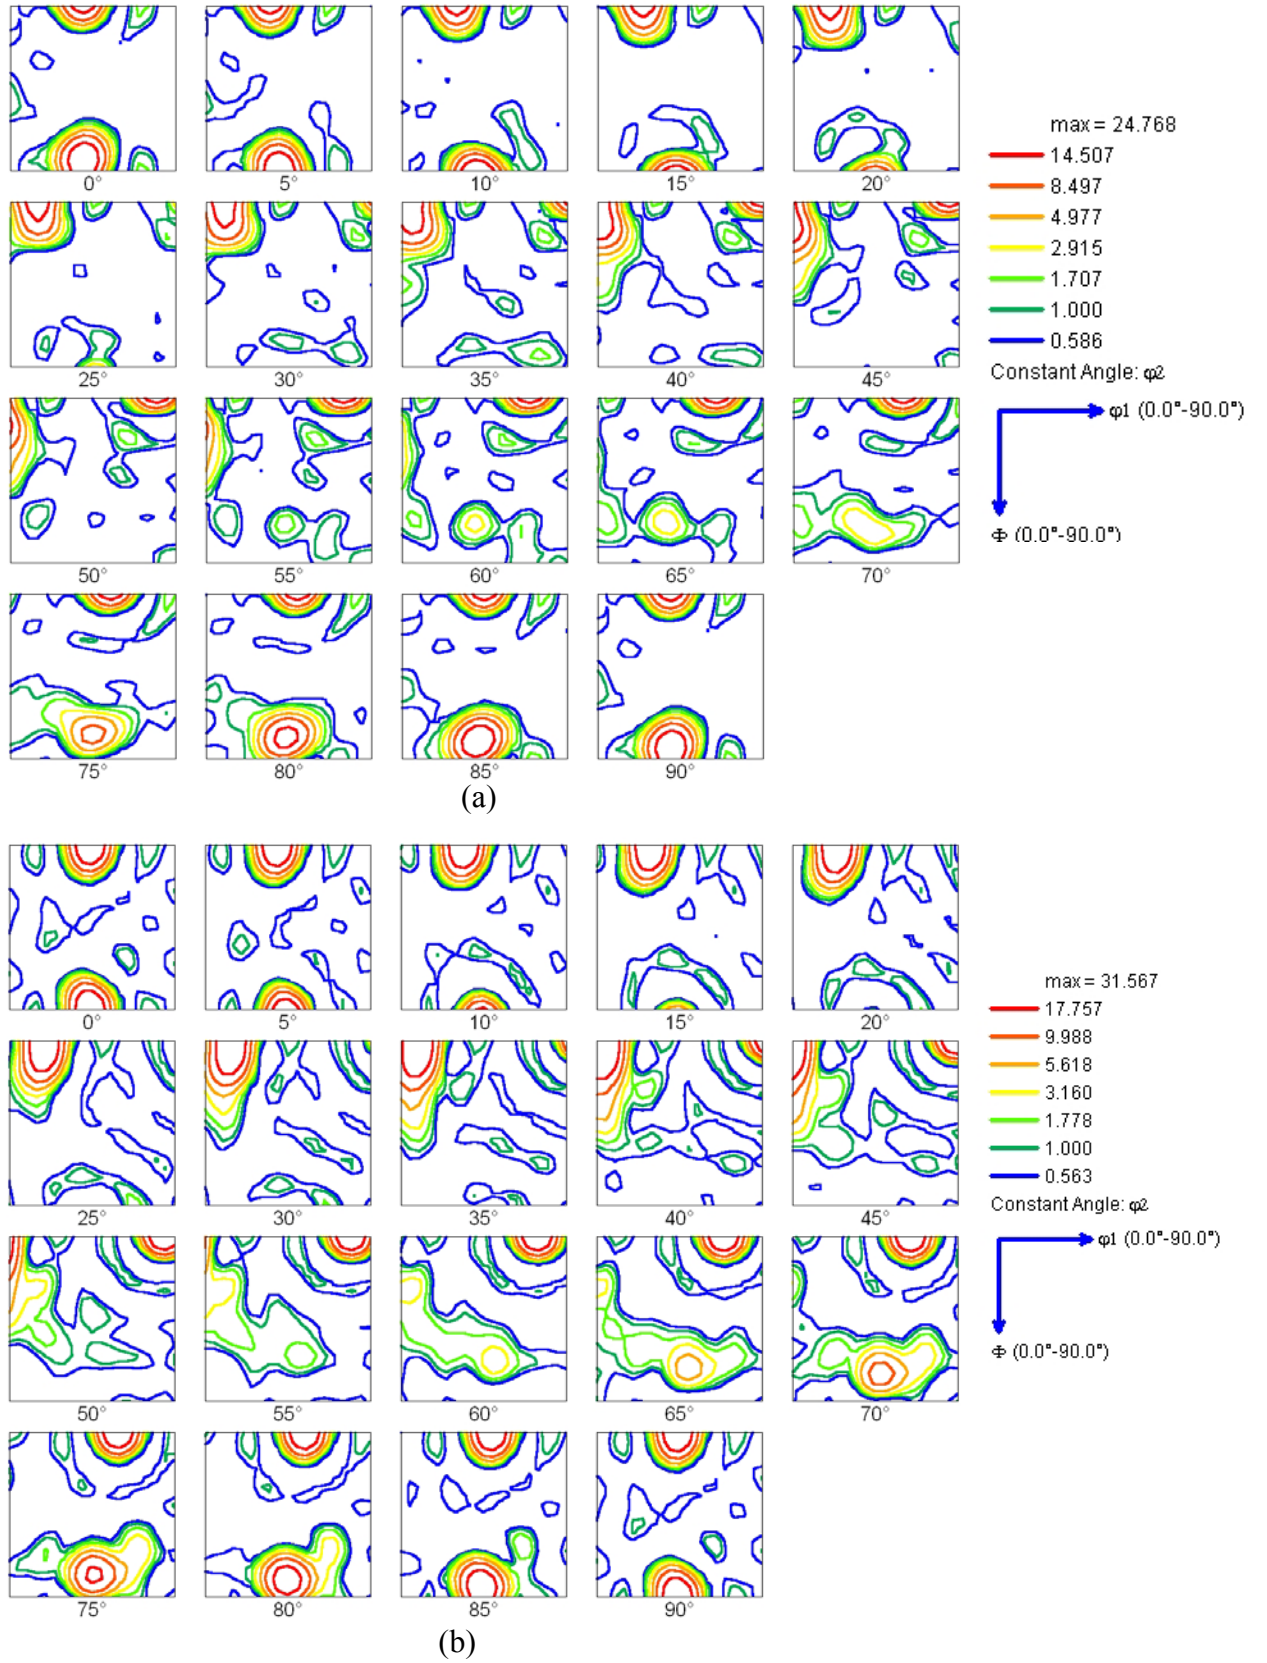 0° 5° 10° 15° 20°
25° 30° 35° 40° 45°
50° 55° 60° 65° 70°
75° 80° 85° 90°
max = 24.768
14.507
8.497
4.977
2.915
1.707
1.000
0.586
Constant Angle: φ2
φ1 (0.0°-90.0°)
Φ (0.0°-90.0°)
(a)
0° 5° 10° 15° 20°
25° 30° 35° 40° 45°
50° 55° 60° 65° 70°
75° 80° 85° 90°
max = 31.567
17.757
9.988
5.618
3.160
1.778
1.000
0.563
Constant Angle: φ2
φ1 (0.0°-90.0°)
Φ (0.0°-90.0°)
(b)